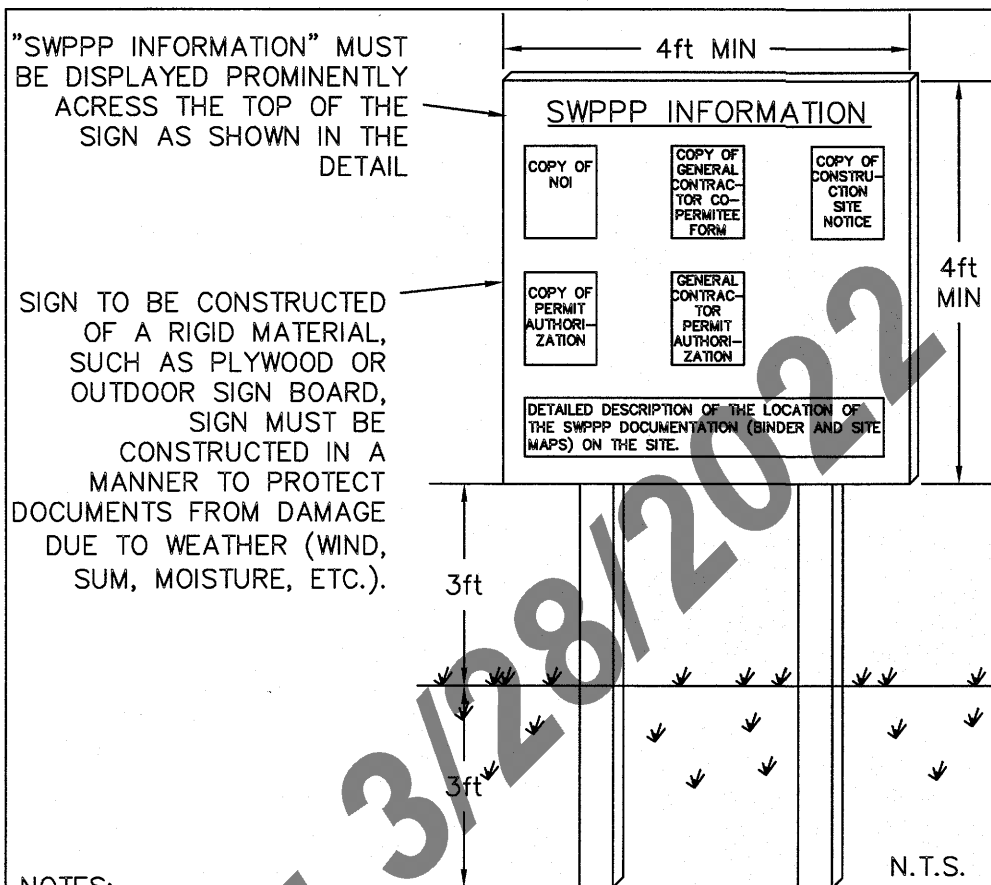 "SWPPP INFORMATION" MUST
BE DISPLAYED PROMINENTLY
ACRESS THE TOP OF THE
SIGN AS SHOWN IN THE
DETAIL
SIGN TO BE CONSTRUCTED
OF A RIGID MATERIAL,
SUCH AS PLYWOOD OR
OUTDOOR SIGN BOARD,
SIGN MUST BE
CONSTRUCTED IN A
MANNER TO PROTECT
DOCUMENTS FROM DAMAGE
DUE TO WEATHER (WIND,
SUM, MOISTURE, ETC.).
4ft MIN
SWPPP INFORMATION
COPY OF
NOI
COPY OF
GENERAL
CONTRAC-
TOR CO-
PERMITEE
FORM
COPY OF
CONSTRU-
CTION
SITE
NOTICE
COPY OF
PERMIT
AUTHORI-
ZATION
GENERAL
CONTRAC-
TOR
PERMIT
AUTHORI-
ZATION
DETAILED DESCRIPTION OF THE LOCATION OF
THE SWPPP DOCUMENTATION (BINDER AND SITE
MAPS) ON THE SITE.
4ft
MIN
3ft
3ft
N.T.S.
NOTES:
3/28/2022